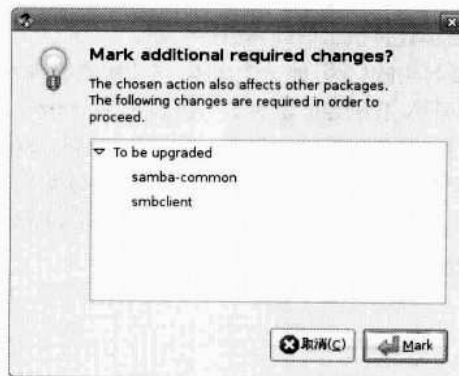 Mark additional required changes?
The chosen action also affects other packages.
The following changes are required in order to
proceed.
To be upgraded
samba-common
smbclient
取消(C)
Mark